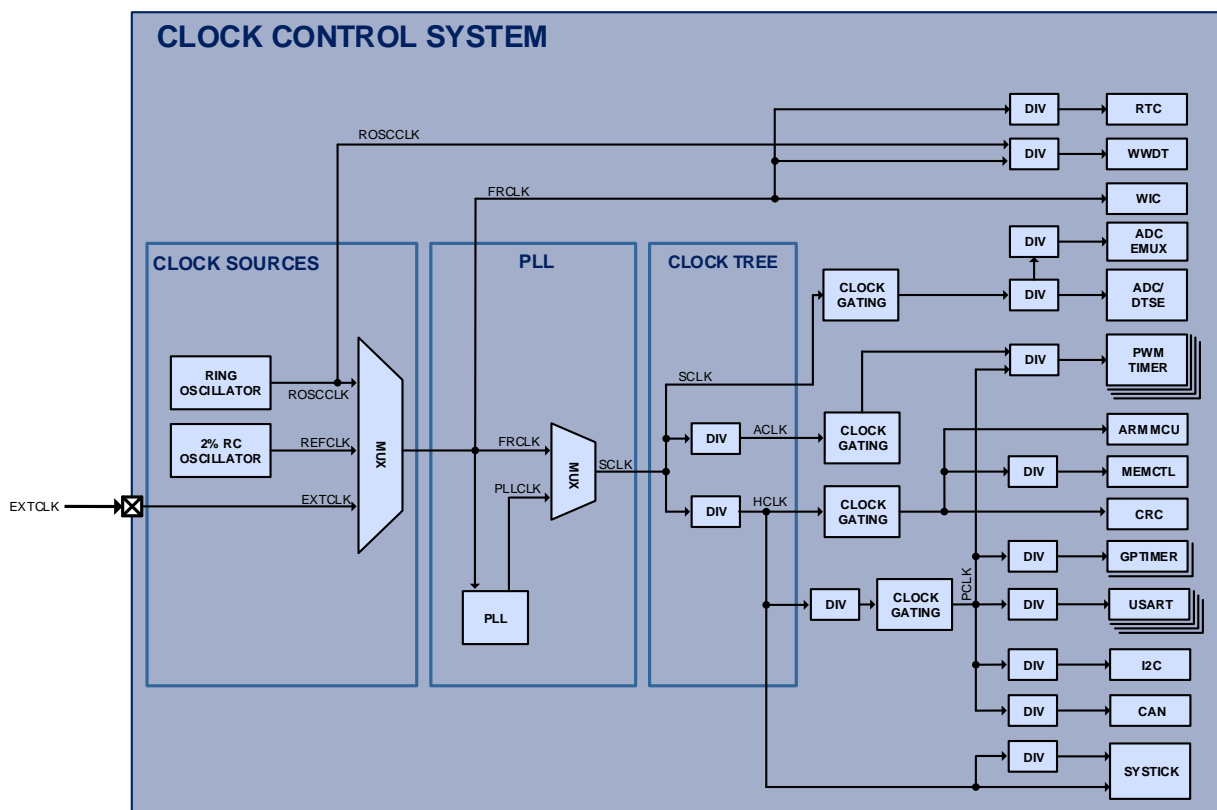 CLOCK CONTROL SYSTEM
DIV
RTC
ROSCCLK
DIV
WWDT
FRCLK
WIC
CLOCK SOURCES
PLL
CLOCK TREE
DIV
ADC
EMUX
CLOCK
GATING
DIV
ADC/
DTSE
RING
OSCILLATOR
ROSCCLK
2% RC
OSCILLATOR
REFCLK
EXTCLK
EXTCLK
MUX
FRCLK
PLLCLK
MUX
SCLK
PLL
SCLK
DIV
ACLK
CLOCK
GATING
DIV
PWM
TIMER
DIV
HCLK
CLOCK
GATING
ARM MCU
DIV
MEMCTL
CRC
DIV
CLOCK
GATING
PCLK
DIV
GPTIMER
DIV
USART
DIV
I2C
DIV
CAN
DIV
SYSTICK